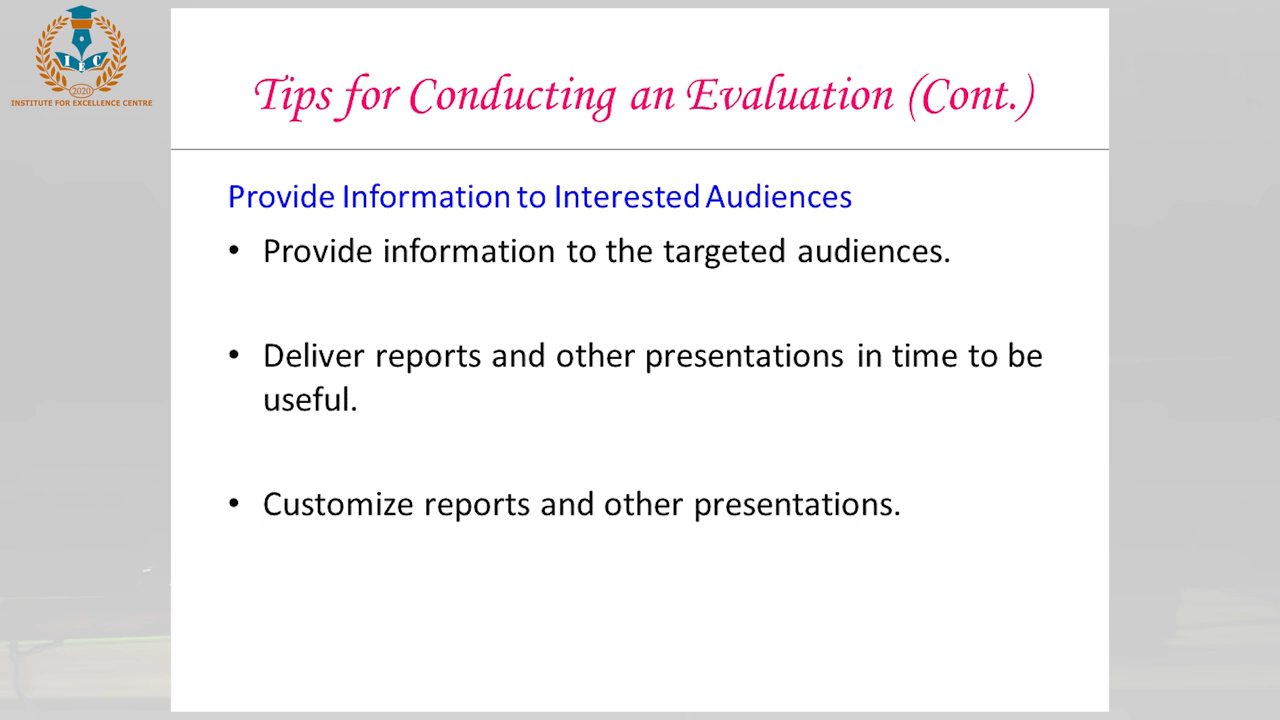 IEC
2020
INSTITUTE FOR EXCELLENCE CENTRE
Tips for Conducting an Evaluation (Cont.)
Provide Information to Interested Audiences
• Provide information to the targeted audiences.
• Deliver reports and other presentations in time to be
useful.
• Customize reports and other presentations.